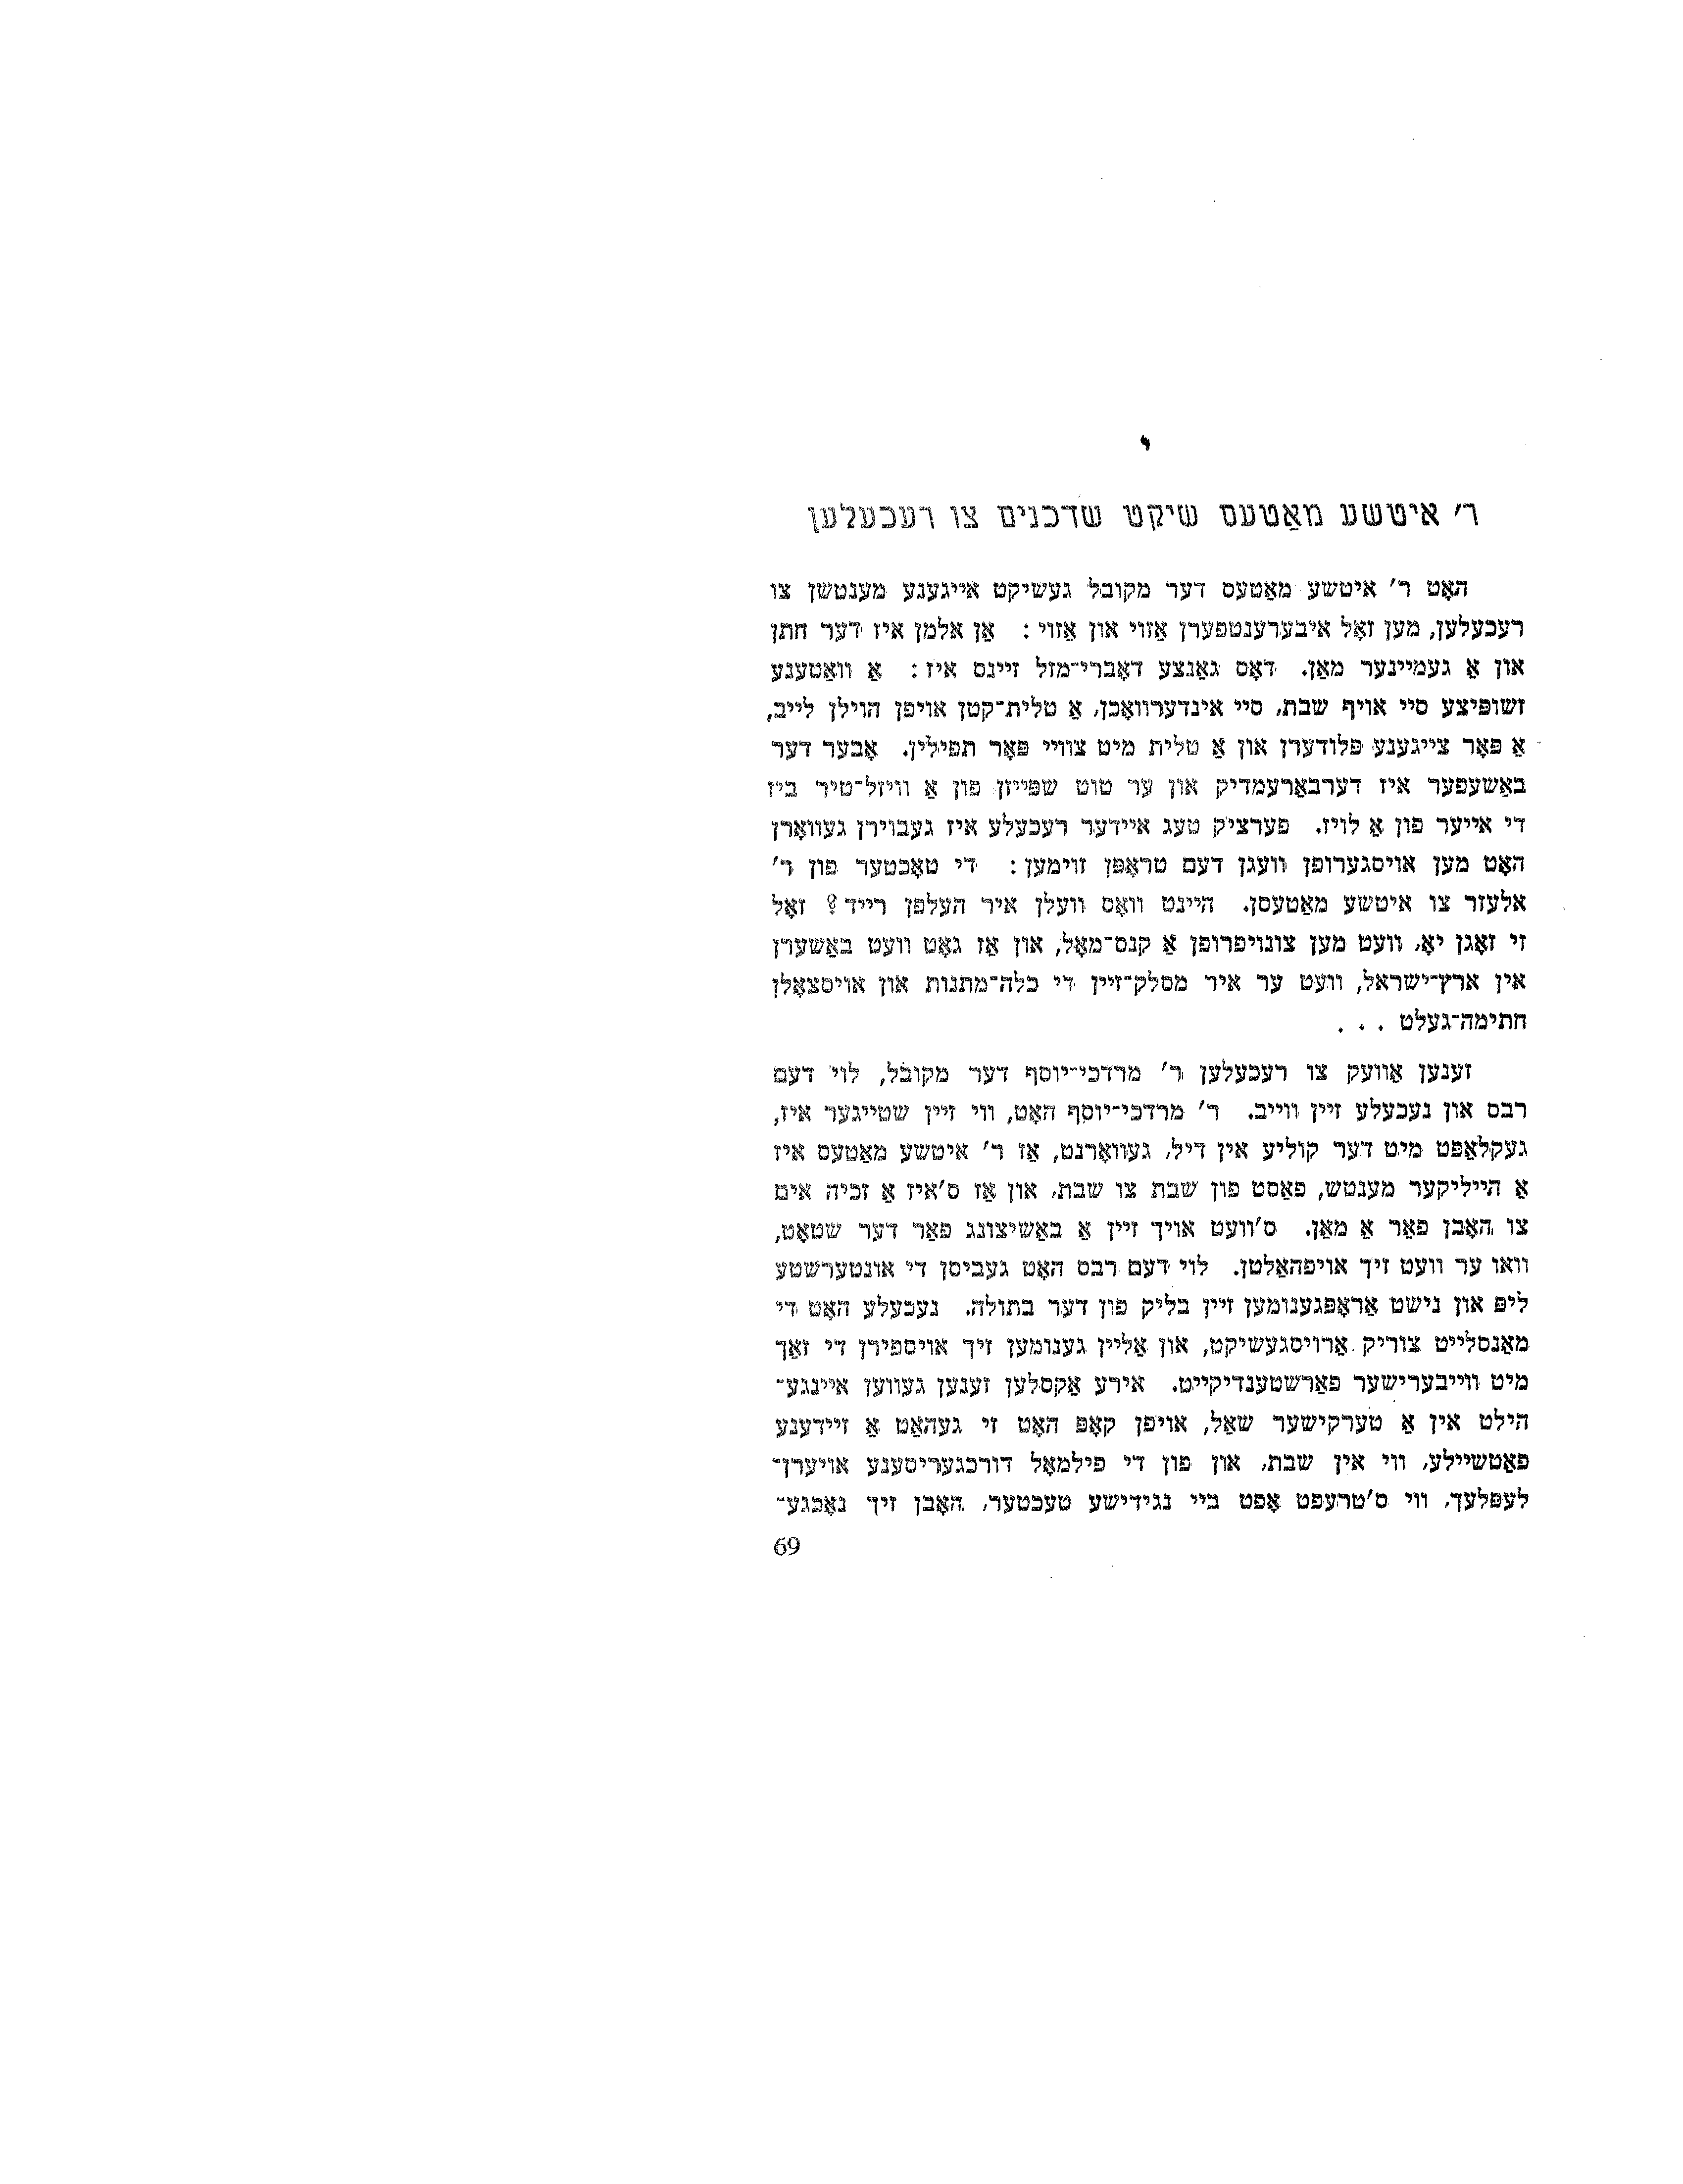 י
ר׳ איטשע מאַטעס שיקט שדכנים צו רעכעלען
האָט ר׳ איטשע מאַטעס דער מקובל געשיקט אייגענע מענטשן צו
רעכעלען, מען זאָל איבערענטפערן אַזוי און אַזוי : אַן אלמן איז דער חתן
און אַ געמיינער מאַן. דאָס גאַנצע דאָברי־מזל זיינס איז : אַ וואַטענע
זשופּיצע סיי אויף שבת, סיי אינדערוואָכן, אַ טלית־קטן אויפן הוילן לייב,
אַ פּאָר צייגענע פּלודערן און אַ טלית מיט צוויי פּאָר תפילין. אָבער דער
באַשעפער איז דערבאַרעמדיק און ער טוט שפּייזן פון אַ וויזל־טיר ביז
די אייער פון אַ לויז. פערציק טעג איידער רעכעלע איז געבוירן געוואָרן
האָט מען אויסגערופן וועגן דעם טראָפּן זוימען : די טאָכטער פון ר׳
אלעזר צו איטשע מאַטעסן. היינט וואָס וועלן איר העלפן רייד ? זאָל
זי זאָגן יאָ, וועט מען צונויפרופן אַ קנס־מאָל, און אַז גאָט וועט באַשערן
אין ארץ־ישראל, וועט ער איר מסלק־זיין די כלה־מתנות און אויסצאָלן
חתימה־געלט . . .
זענען אַוועק צו רעכעלען ר׳ מרדכי־יוסף דער מקובל, לוי דעם
רבס און נעכעלע זיין ווייב. ר׳ מרדכי־יוסף האָט, ווי זיין שטייגער איז,
געקלאַפּט מיט דער קוליע אין דיל, געוואָרנט, אַז ר׳ איטשע מאַטעס איז
אַ הייליקער מענטש, פאַסט פון שבת צו שבת, און אַז ס׳איז אַ זכיה אים
צו האָבן פאַר אַ מאַן. ס׳וועט אויך זיין אַ באַשיצונג פאַר דער שטאָט,
וואו ער וועט זיך אויפהאַלטן. לוי דעם רבס האָט געביסן די אונטערשטע
ליפּ און נישט אַראָפּגענומען זיין בליק פון דער בתולה. נעכעלע האָט די
מאַנסלייט צוריק אַרויסגעשיקט, און אַליין גענומען זיך אויספירן די זאַך
מיט ווייבערישער פאַרשטענדיקייט. אירע אַקסלען זענען געווען איינגע־
הילט אין אַ טערקישער שאַל, אויפן קאָפּ האָט זי געהאַט אַ זיידענע
פאַטשיילע, ווי אין שבת, און פון די פילמאָל דורכגעריסענע אויערן־
לעפּלעך, ווי ס׳טרעפט אָפט ביי נגידישע טעכטער, האָבן זיך נאָכגע־
69